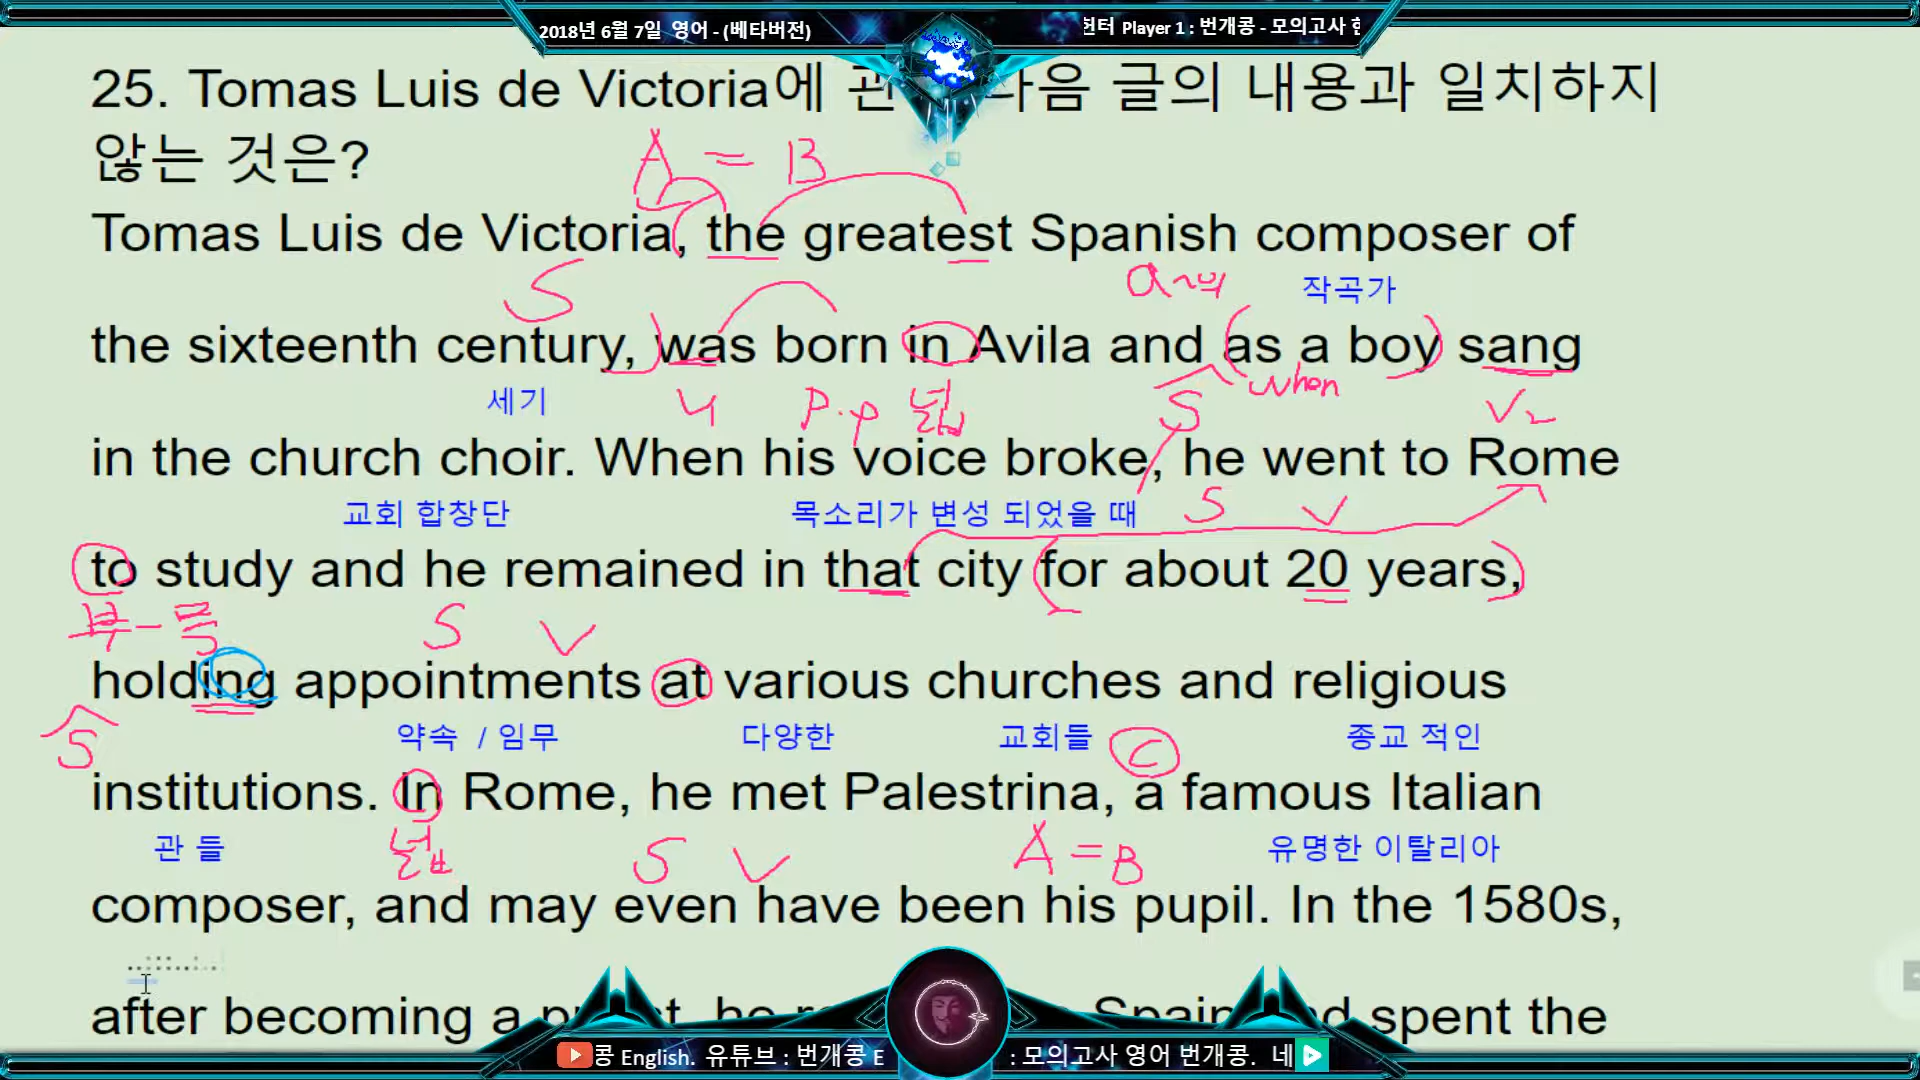 2018년 6월 7일 영어 - (베타버전)
헌터 Player 1 : 번개콩 - 모의고사
25. Tomas Luis de Victoria에 다음 글의 내용과 일치하지
않는 것은?
A = B
Tomas Luis de Victoria, the greatest Spanish composer of
S a ~의 작곡가
the sixteenth century, was born in Avila and as a boy sang
세기 p.p S when V2
in the church choir. When his voice broke, he went to Rome
교회 합창단 목소리가 변성 되었을 때 S V
to study and he remained in that city for about 20 years,
부 - 목 S V
holding appointments at various churches and religious
S 약속 / 임무 다양한 교회들 C 종교 적인
institutions. In Rome, he met Palestrina, a famous Italian
관 들 S V A = B 유명한 이탈리아
composer, and may even have been his pupil. In the 1580s,
after becoming a he Spain spent the
콩 English. 유튜브 : 번개콩 E : 모의고사 영어 번개콩. 네